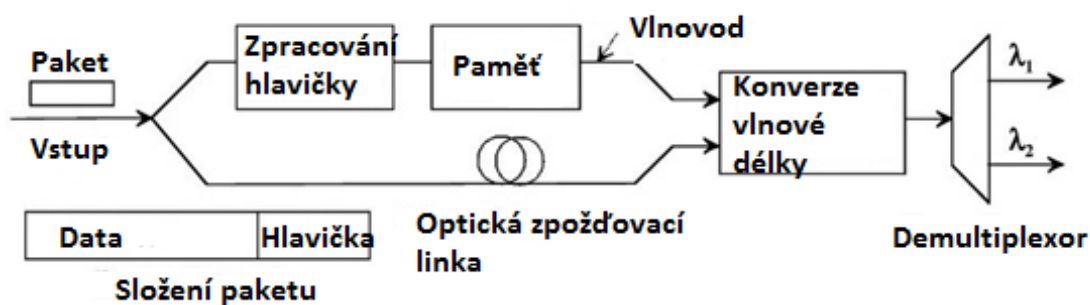 Paket
Vstup
Zpracování
hlavičky
Paměť
Vlnovod
Konverze
vlnové
délky
λ1
λ2
Optická zpožďovací
linka
Demultiplexor
Data
Hlavička
Složení paketu